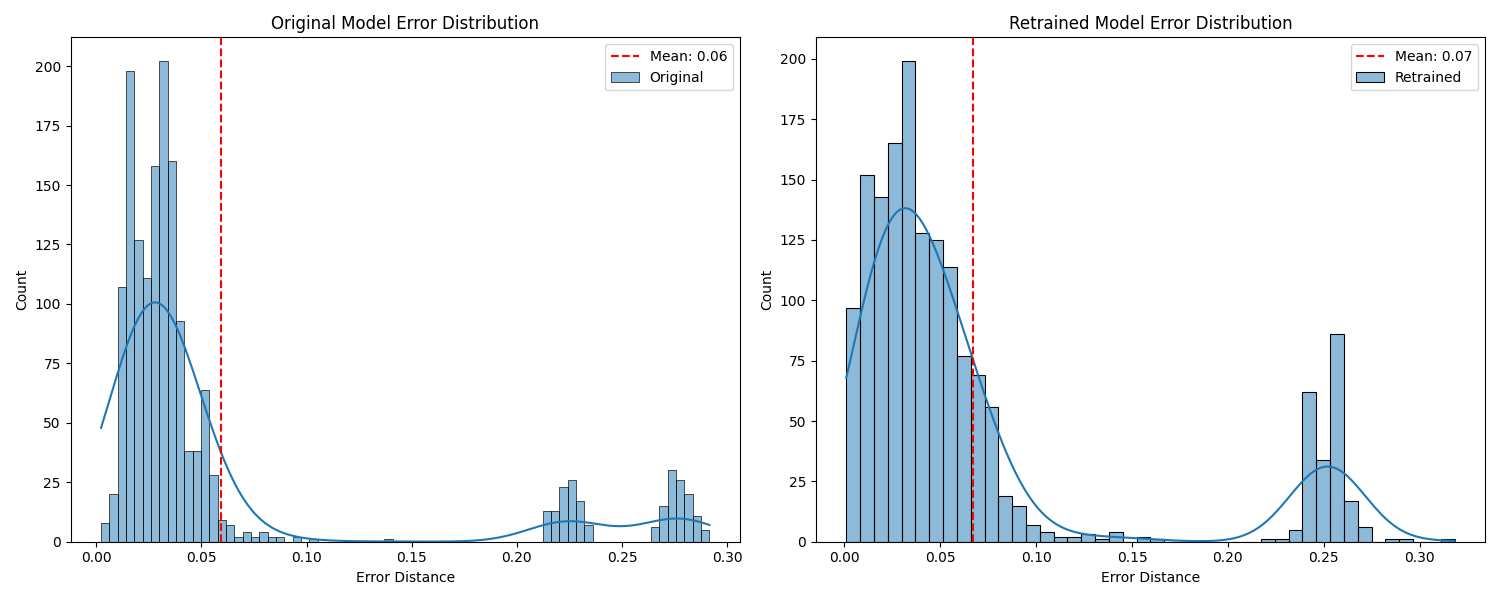 Original Model Error Distribution
Mean: 0.06
Original
200
175
150
125
100
75
50
25
0
Count
0.00 0.05 0.10 0.15 0.20 0.25 0.30
Error Distance
Retrained Model Error Distribution
Mean: 0.07
Retrained
200
175
150
125
100
75
50
25
0
Count
0.00 0.05 0.10 0.15 0.20 0.25 0.30
Error Distance